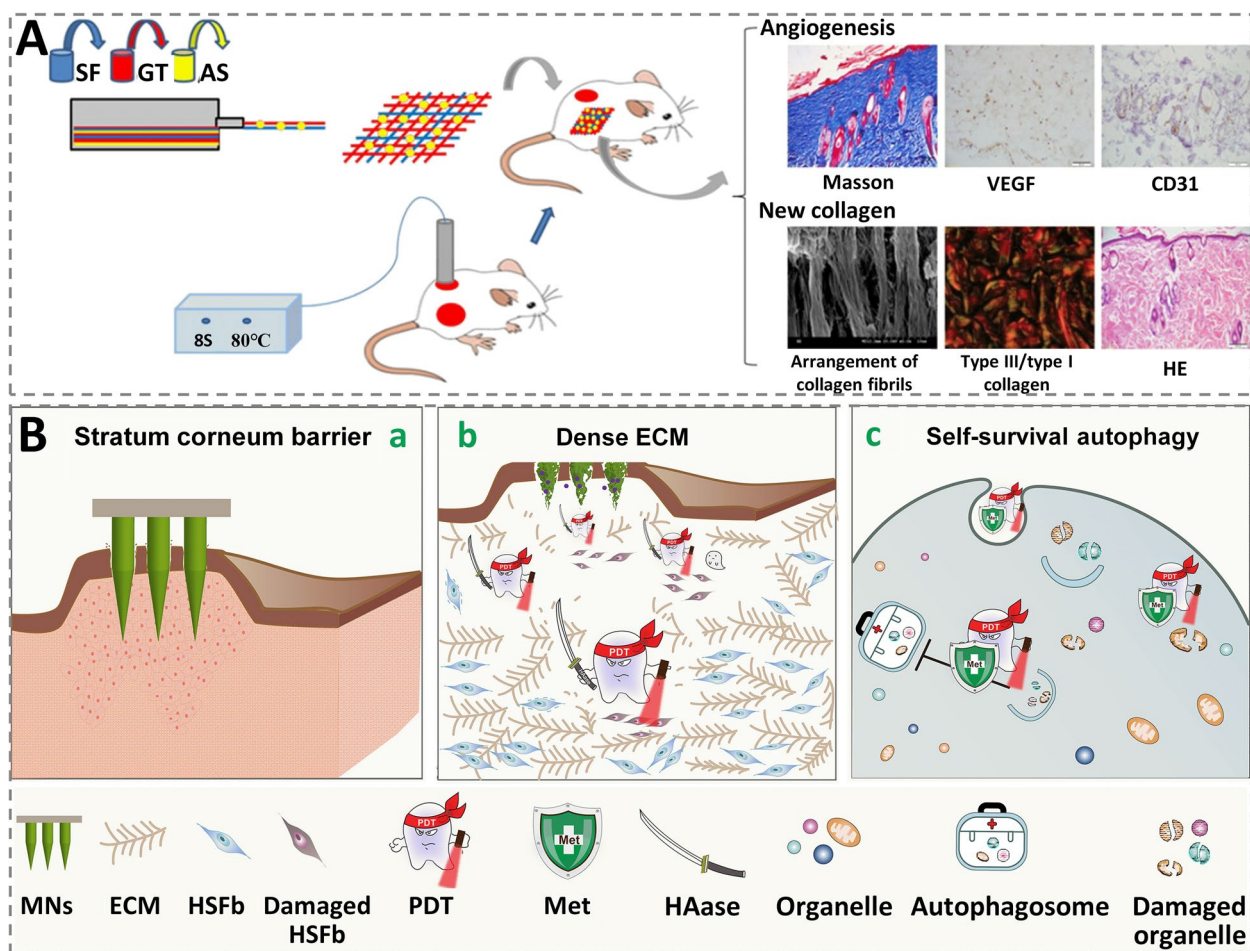 A
SF GT AS
8S 80°C
Angiogenesis
Masson VEGF CD31
New collagen
Arrangement of
collagen fibrils
Type III/type I
collagen
HE
B
Stratum corneum barrier a
b Dense ECM
c Self-survival autophagy
PDT
PDT
PDT
PDT
PDT
Met
PDT
Met
PDT
Met
PDT
Met
MNs
ECM
HSFb
Damaged
HSFb
PDT
Met
HAase
Organelle
Autophagosome
Damaged
organelle